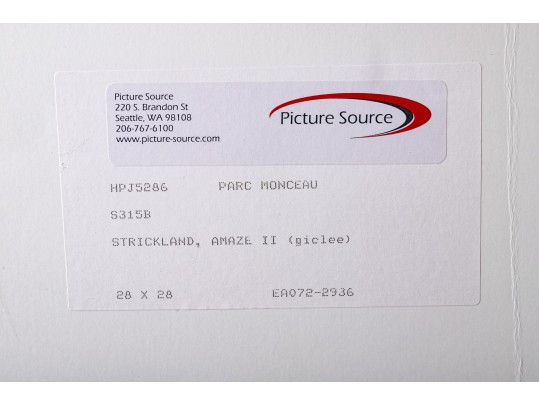 Picture Source
220 S. Brandon St
Seattle, WA 98108
206-767-6100
www.picture-source.com
Picture Source
HPJ5286 PARC MONCEAU
S315B
STRICKLAND, AMAZE II (giclee)
28 X 28 EA072-2936